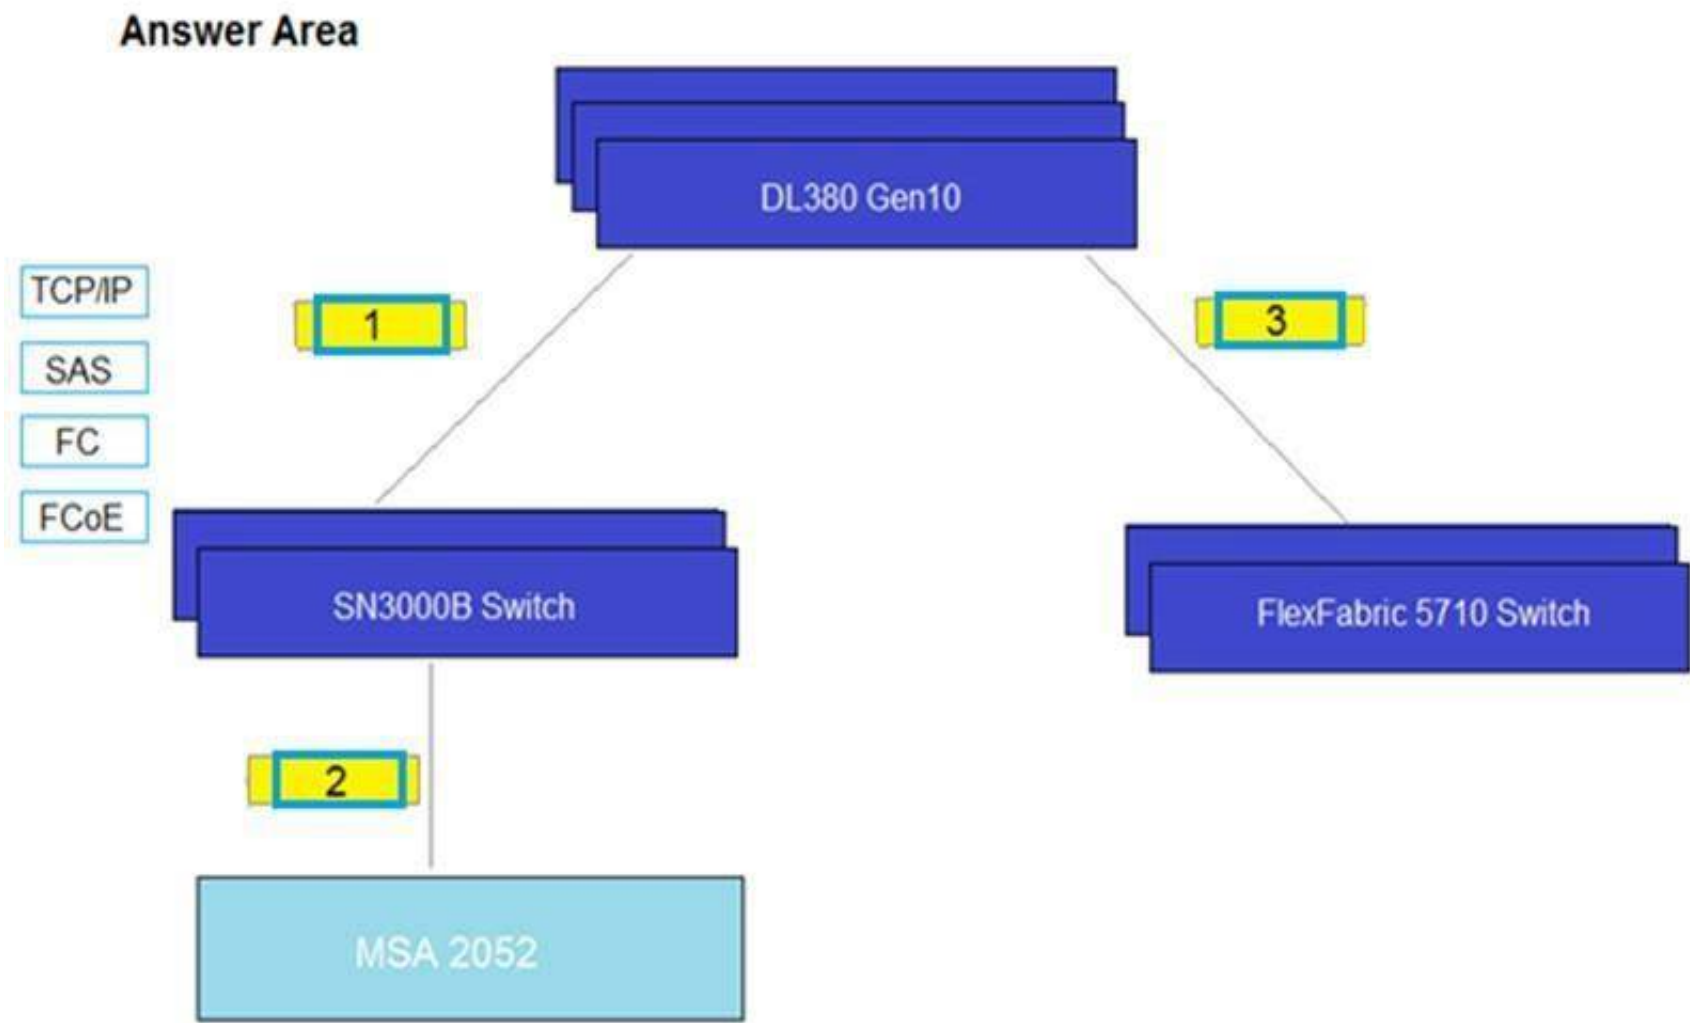 Answer Area
DL380 Gen10
TCP/IP
SAS
FC
FCoE
1
3
SN3000B Switch
FlexFabric 5710 Switch
2
MSA 2052